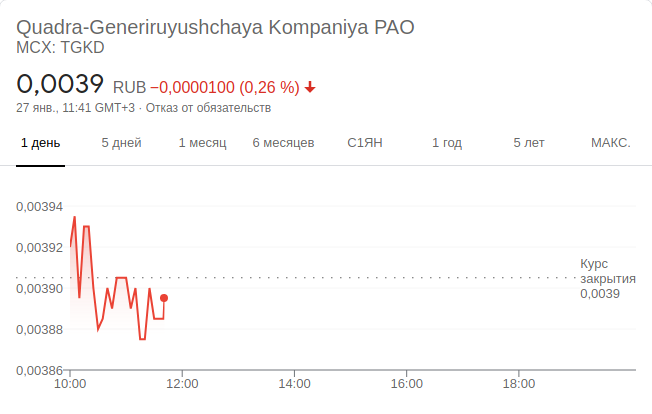 Quadra-Generiruyushchaya Kompaniya PAO
MCX: TGKD
0,0039 RUB −0,0000100 (0,26 %)
27 янв., 11:41 GMT+3 · Отказ от обязательств
1 день 5 дней 1 месяц 6 месяцев С1ЯН 1 год 5 лет МАКС.
0,00394
0,00392
Курс
закрытия
0,0039
0,00390
0,00388
0,00386
10:00 12:00 14:00 16:00 18:00